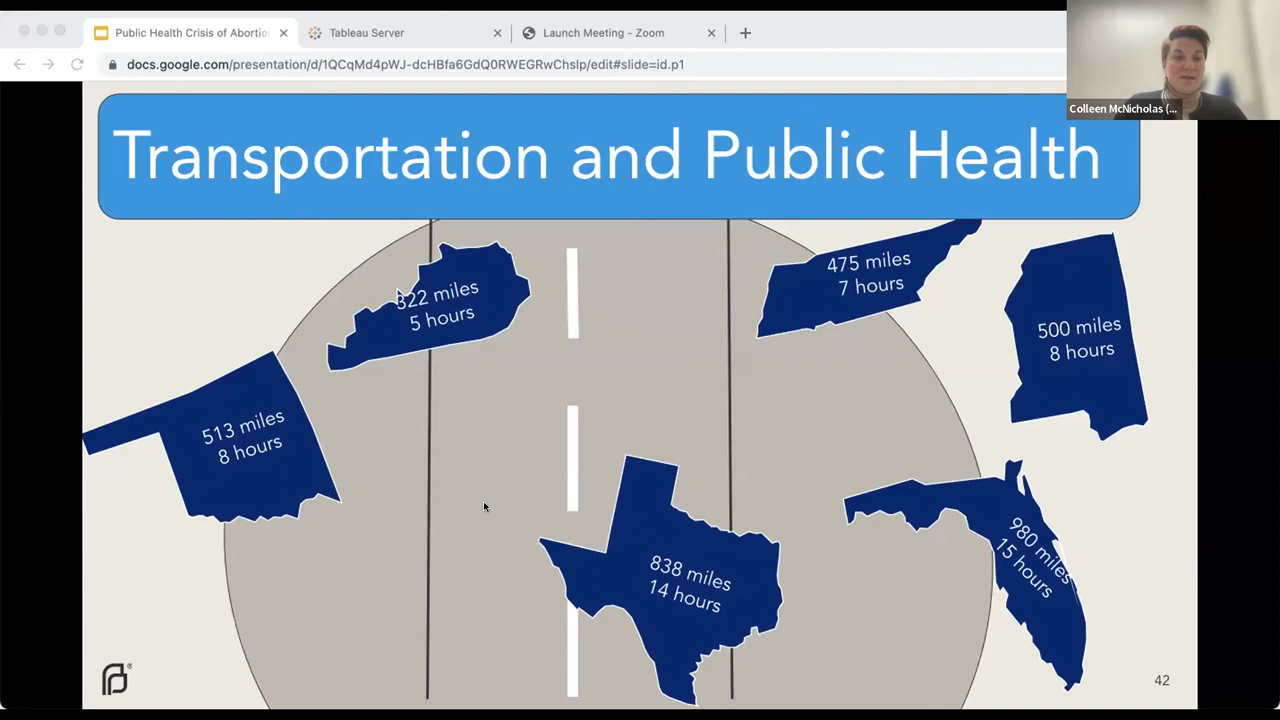 Public Health Crisis of Abortio
Tableau Server
Launch Meeting - Zoom
docs.google.com/presentation/d/1QCqMd4pWJ-dcHBfa6GdQ0RWEGRwChslp/edit#slide=id.p1
Colleen McNicholas (...
Transportation and Public Health
322 miles
5 hours
475 miles
7 hours
500 miles
8 hours
513 miles
8 hours
838 miles
14 hours
980 miles
15 hours
42